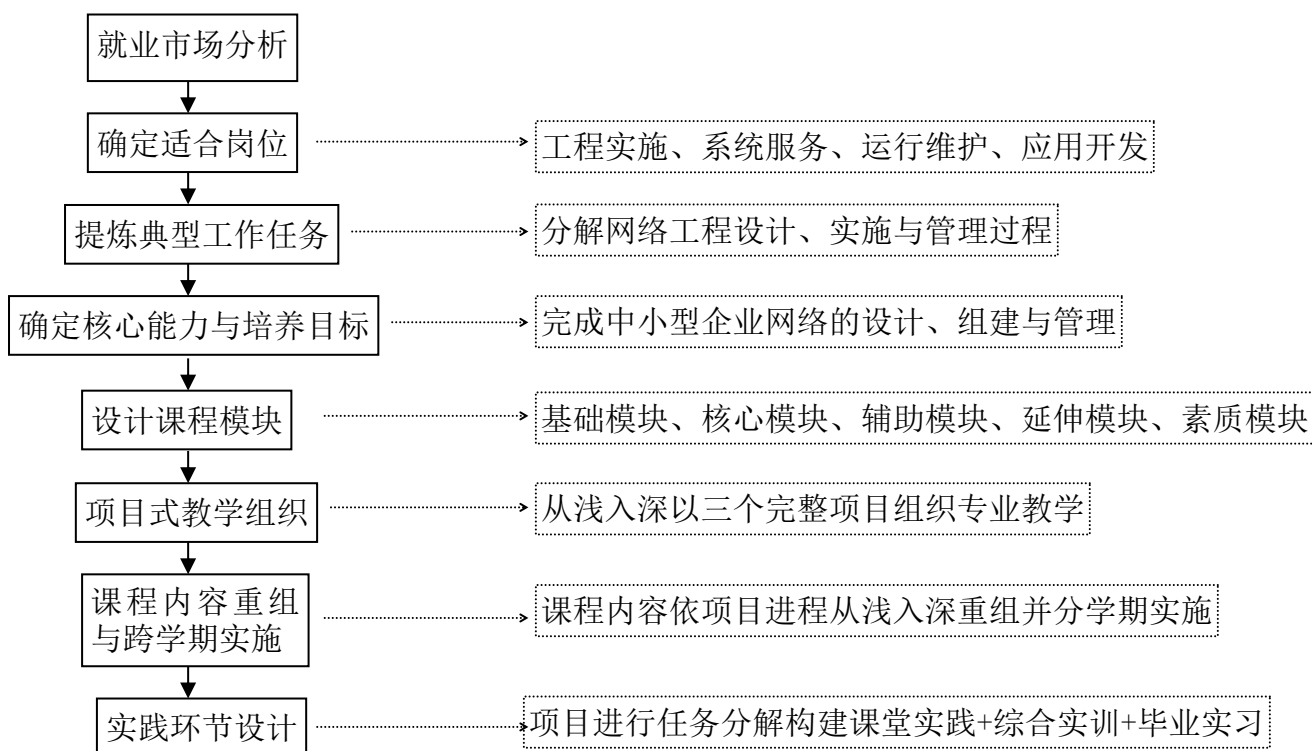 就业市场分析
确定适合岗位
工程实施、系统服务、运行维护、应用开发
提炼典型工作任务
分解网络工程设计、实施与管理过程
确定核心能力与培养目标
完成中小型企业网络的设计、组建与管理
设计课程模块
基础模块、核心模块、辅助模块、延伸模块、素质模块
项目式教学组织
从浅入深以三个完整项目组织专业教学
课程内容重组
与跨学期实施
课程内容依项目进程从浅入深重组并分学期实施
实践环节设计
项目进行任务分解构建课堂实践+综合实训+毕业实习